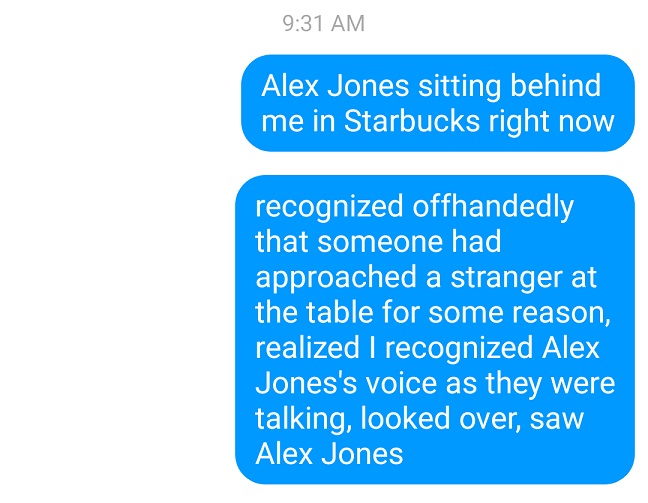 9:31 AM
Alex Jones sitting behind
me in Starbucks right now
recognized offhandedly
that someone had
approached a stranger at
the table for some reason,
realized I recognized Alex
Jones's voice as they were
talking, looked over, saw
Alex Jones